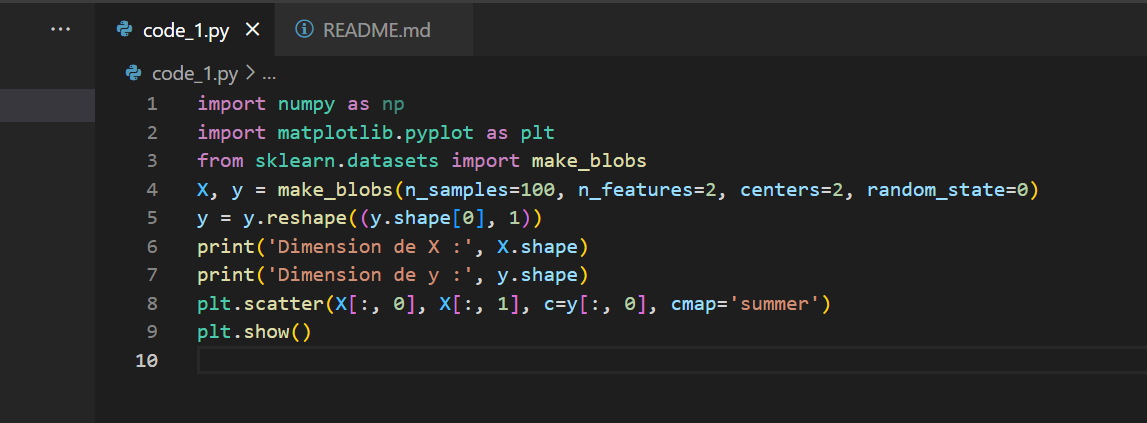 ··· code_1.py × README.md
code_1.py > ...
1 import numpy as np
2 import matplotlib.pyplot as plt
3 from sklearn.datasets import make_blobs
4 X, y = make_blobs(n_samples=100, n_features=2, centers=2, random_state=0)
5 y = y.reshape((y.shape[0], 1))
6 print('Dimension de X :', X.shape)
7 print('Dimension de y :', y.shape)
8 plt.scatter(X[:, 0], X[:, 1], c=y[:, 0], cmap='summer')
9 plt.show()
10